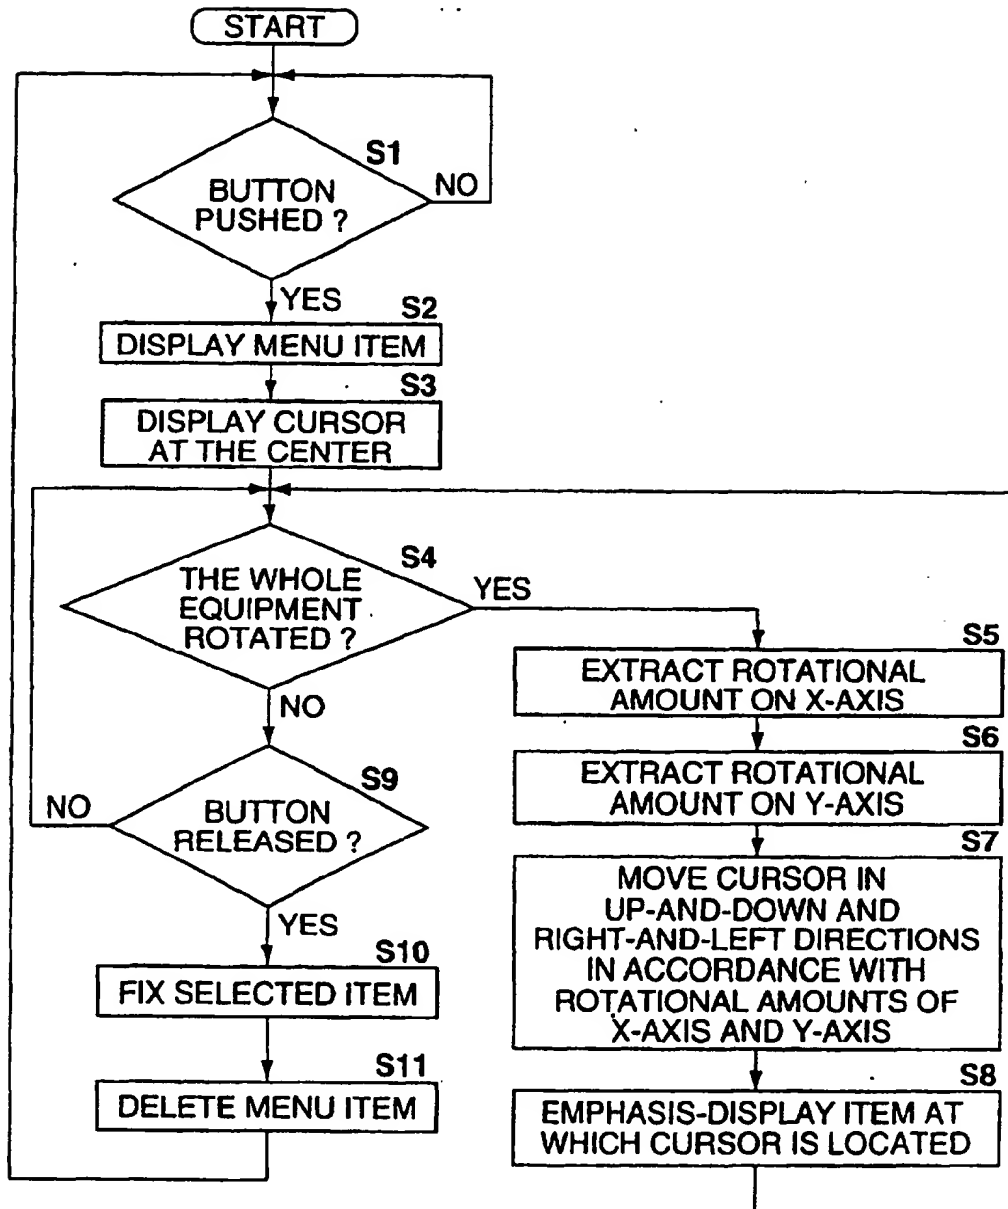 START
S1
BUTTON
PUSHED ?
NO
YES
S2
DISPLAY MENU ITEM
S3
DISPLAY CURSOR
AT THE CENTER
S4
THE WHOLE
EQUIPMENT
ROTATED ?
YES
NO
S5
EXTRACT ROTATIONAL
AMOUNT ON X-AXIS
S6
EXTRACT ROTATIONAL
AMOUNT ON Y-AXIS
S7
MOVE CURSOR IN
UP-AND-DOWN AND
RIGHT-AND-LEFT DIRECTIONS
IN ACCORDANCE WITH
ROTATIONAL AMOUNTS OF
X-AXIS AND Y-AXIS
S8
EMPHASIS-DISPLAY ITEM AT
WHICH CURSOR IS LOCATED
S9
BUTTON
RELEASED ?
NO
YES
S10
FIX SELECTED ITEM
S11
DELETE MENU ITEM